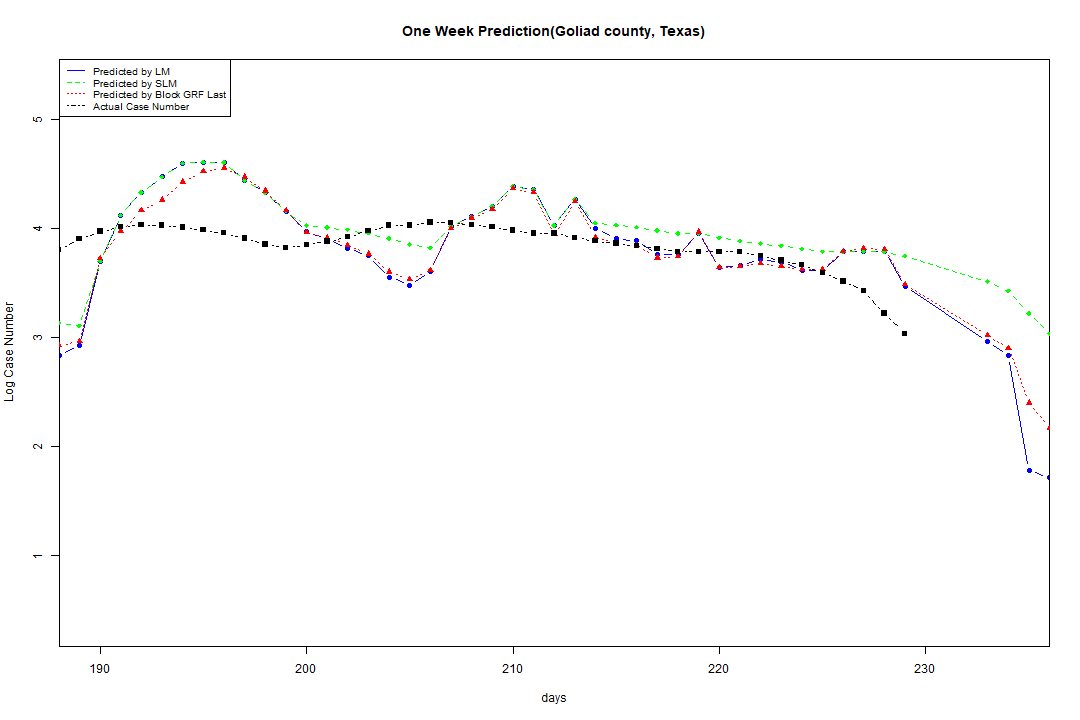 One Week Prediction(Goliad county, Texas)
Predicted by LM
Predicted by SLM
Predicted by Block GRF Last
Actual Case Number
5
4
3
2
1
Log Case Number
190 200 210 220 230
days